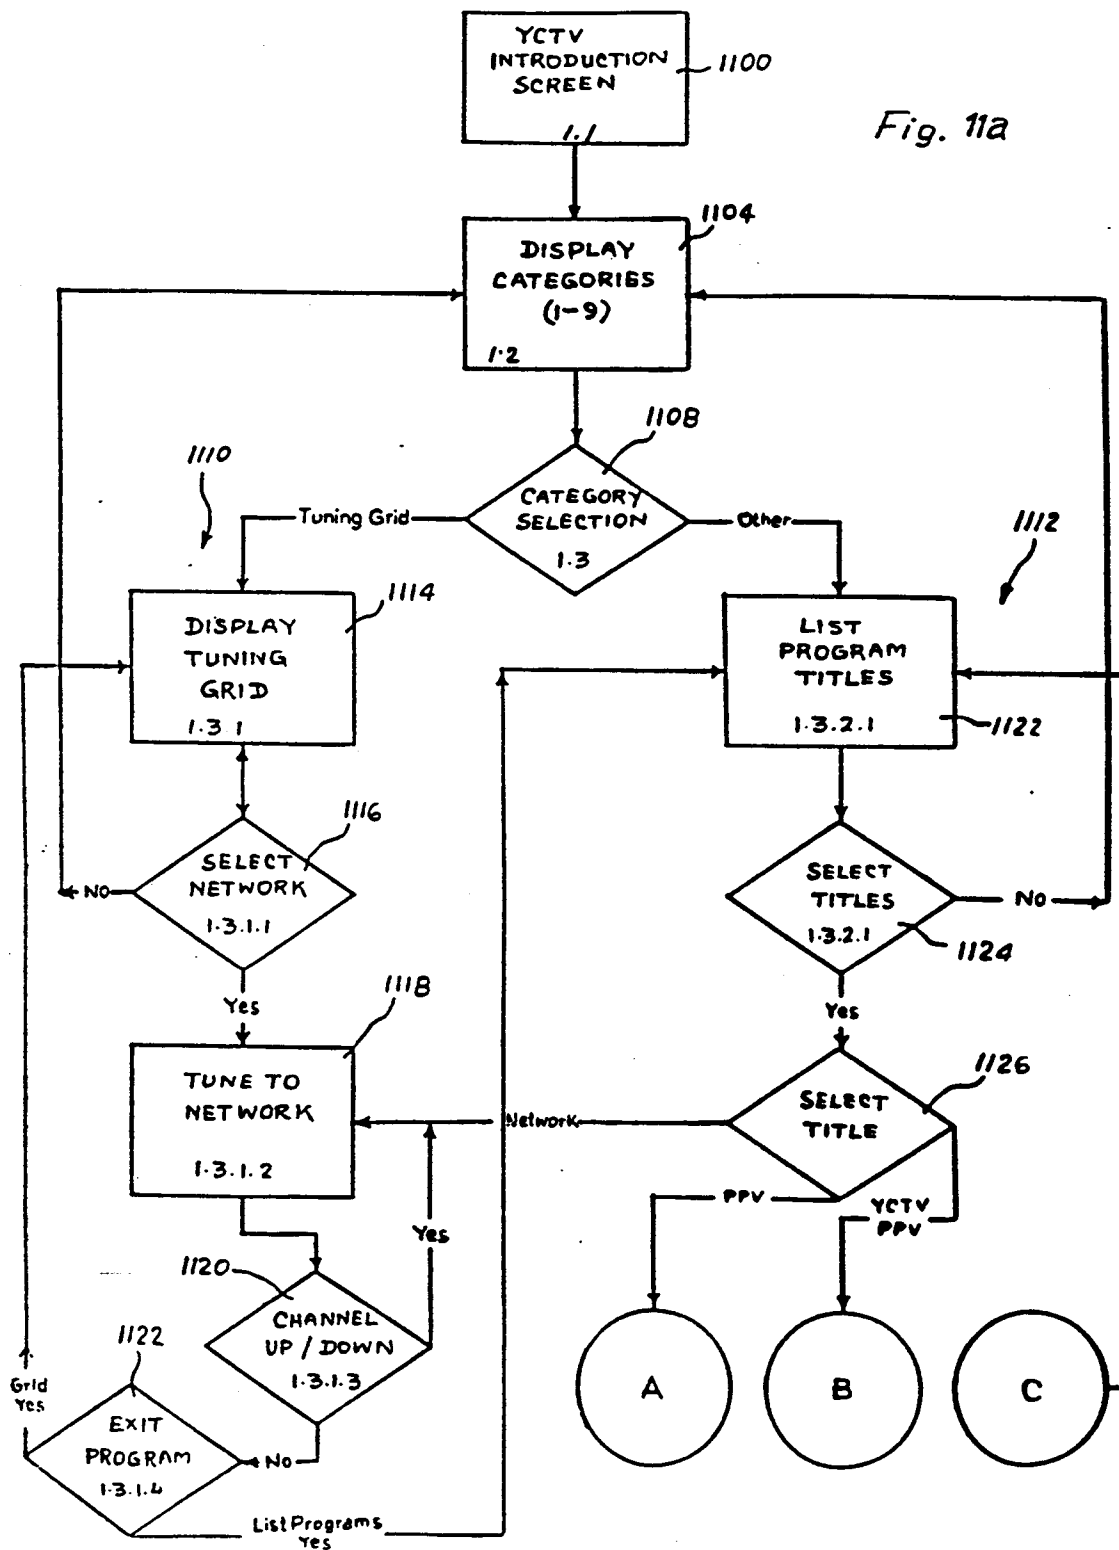 YCTV
INTRODUCTION
SCREEN
1.1
1100
Fig. 11a
1104
DISPLAY
CATEGORIES
(1-9)
1.2
1108
CATEGORY
SELECTION
1.3
1110
Tuning Grid
Other
1112
DISPLAY
TUNING
GRID
1.3.1
1114
LIST
PROGRAM
TITLES
1.3.2.1
1122
1116
SELECT
NETWORK
1.3.1.1
No
Yes
SELECT
TITLES
1.3.2.1
No
1124
Yes
1118
TUNE TO
NETWORK
1.3.1.2
1126
SELECT
TITLE
Network
PPV
YCTV
PPV
Yes
1120
CHANNEL
UP / DOWN
1.3.1.3
No
1122
EXIT
PROGRAM
1.3.1.4
Grid
Yes
List Programs
Yes
A
B
C